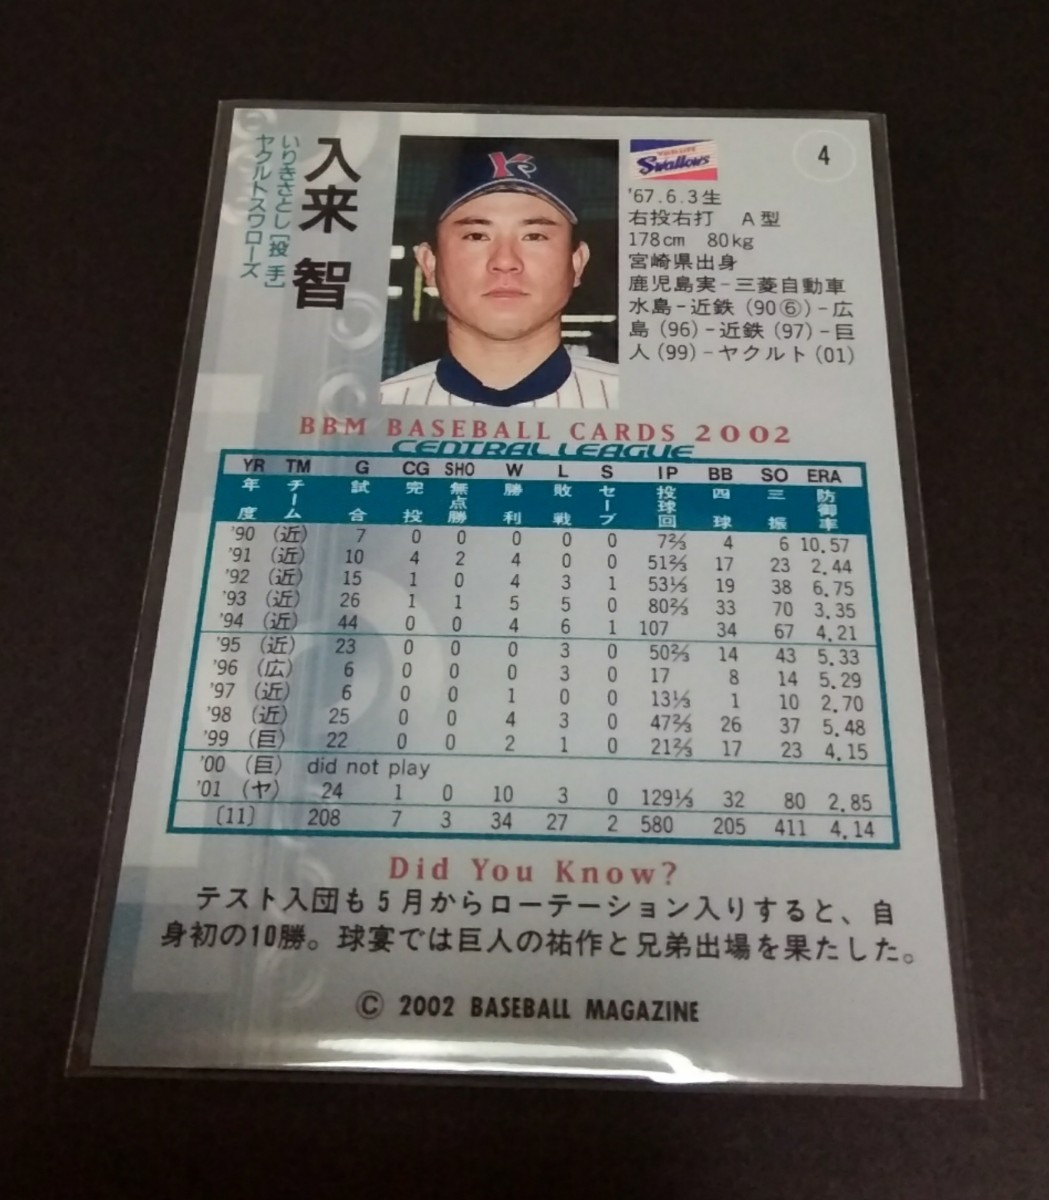 4
入来 智
いりきさとし［投 手］
ヤクルトスワローズ
YAKULT
Swallows
'67.6.3生
右投右打 A型
178cm 80kg
宮崎県出身
鹿児島実－三菱自動車
水島－近鉄（90⑥）－広
島（96）－近鉄（97）－巨
人（99）－ヤクルト（01）
BBM BASEBALL CARDS 2002
CENTRAL LEAGUE
YR TM G CG SHO W L S IP BB SO ERA
年度 チーム 試合 完投 無点勝 勝利 敗戦 セーブ 投球回 四球 三振 防御率
'90 （近） 7 0 0 0 0 0 7⅔ 4 6 10.57
'91 （近） 10 4 2 4 0 0 51⅔ 17 23 2.44
'92 （近） 15 1 0 4 3 1 53⅓ 19 38 6.75
'93 （近） 26 1 1 5 5 0 80⅔ 33 70 3.35
'94 （近） 44 0 0 4 6 1 107 34 67 4.21
'95 （近） 23 0 0 0 3 0 50⅔ 14 43 5.33
'96 （広） 6 0 0 0 3 0 17 8 14 5.29
'97 （近） 6 0 0 1 0 0 13⅓ 1 10 2.70
'98 （近） 25 0 0 4 3 0 47⅔ 26 37 5.48
'99 （巨） 22 0 0 2 1 0 21⅔ 17 23 4.15
'00 （巨） did not play
'01 （ヤ） 24 1 0 10 3 0 129⅓ 32 80 2.85
〔11〕 208 7 3 34 27 2 580 205 411 4.14
Did You Know?
テスト入団も5月からローテーション入りすると、自
身初の10勝。球宴では巨人の祐作と兄弟出場を果たした。
© 2002 BASEBALL MAGAZINE